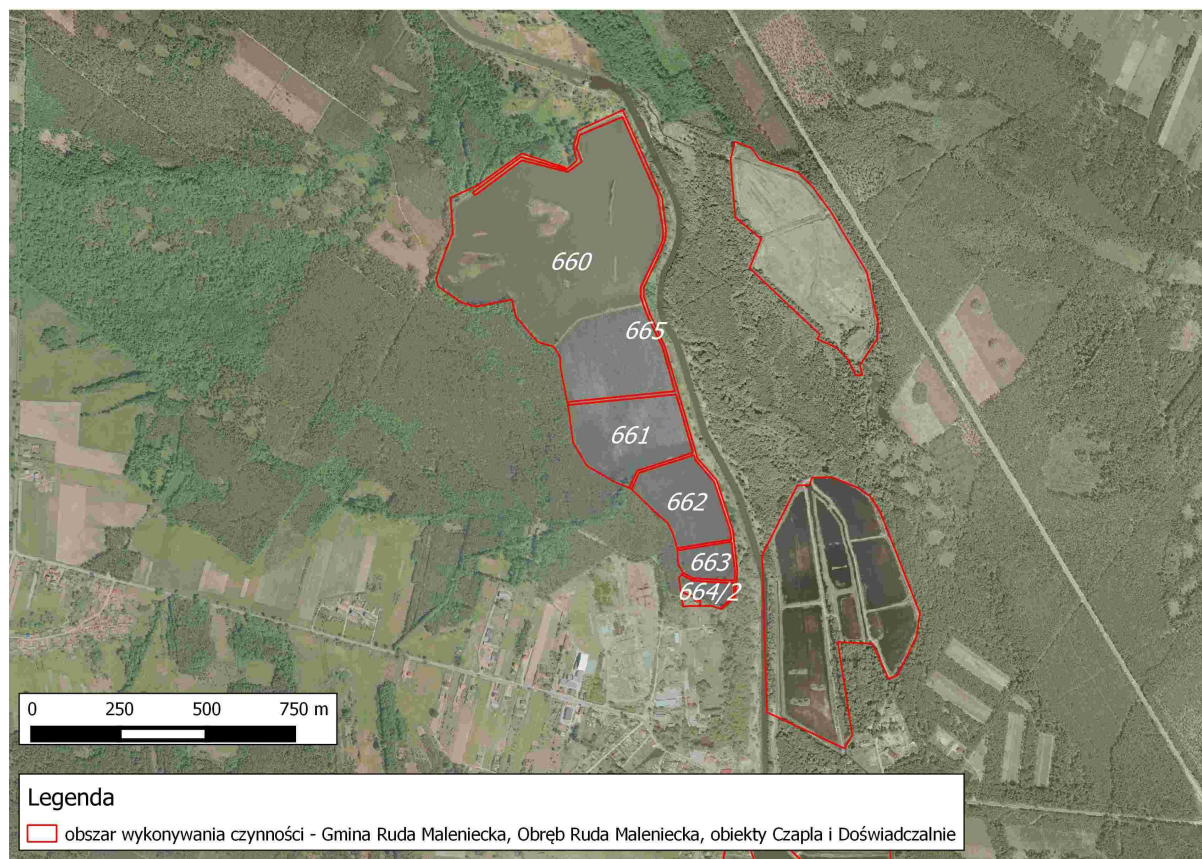 660
665
661
662
663
664/2
0 250 500 750 m
Legenda
obszar wykonywania czynności - Gmina Ruda Maleniecka, Obręb Ruda Maleniecka, obiekty Czapla i Doświadczalnie